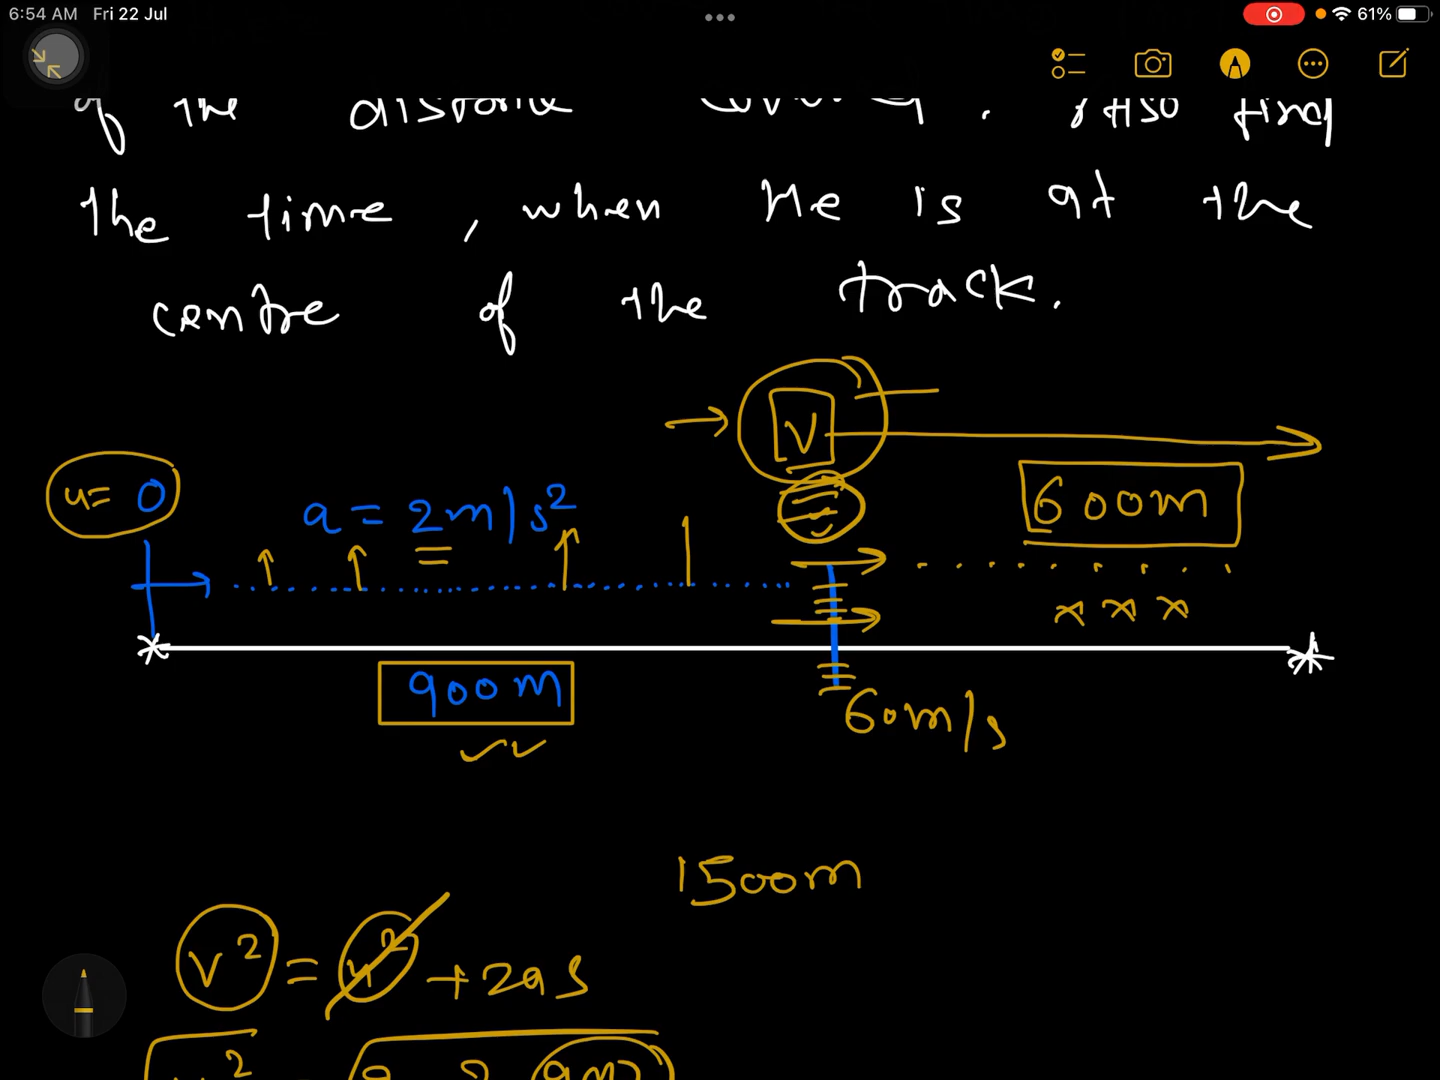 6:54 AM Fri 22 Jul 61%
of the distance . Also find
the time, when He is at the
centre of the track.
V
u= 0
a = 2m/s²
600m
900m
60m/s
1500m
v² = u² + 2as